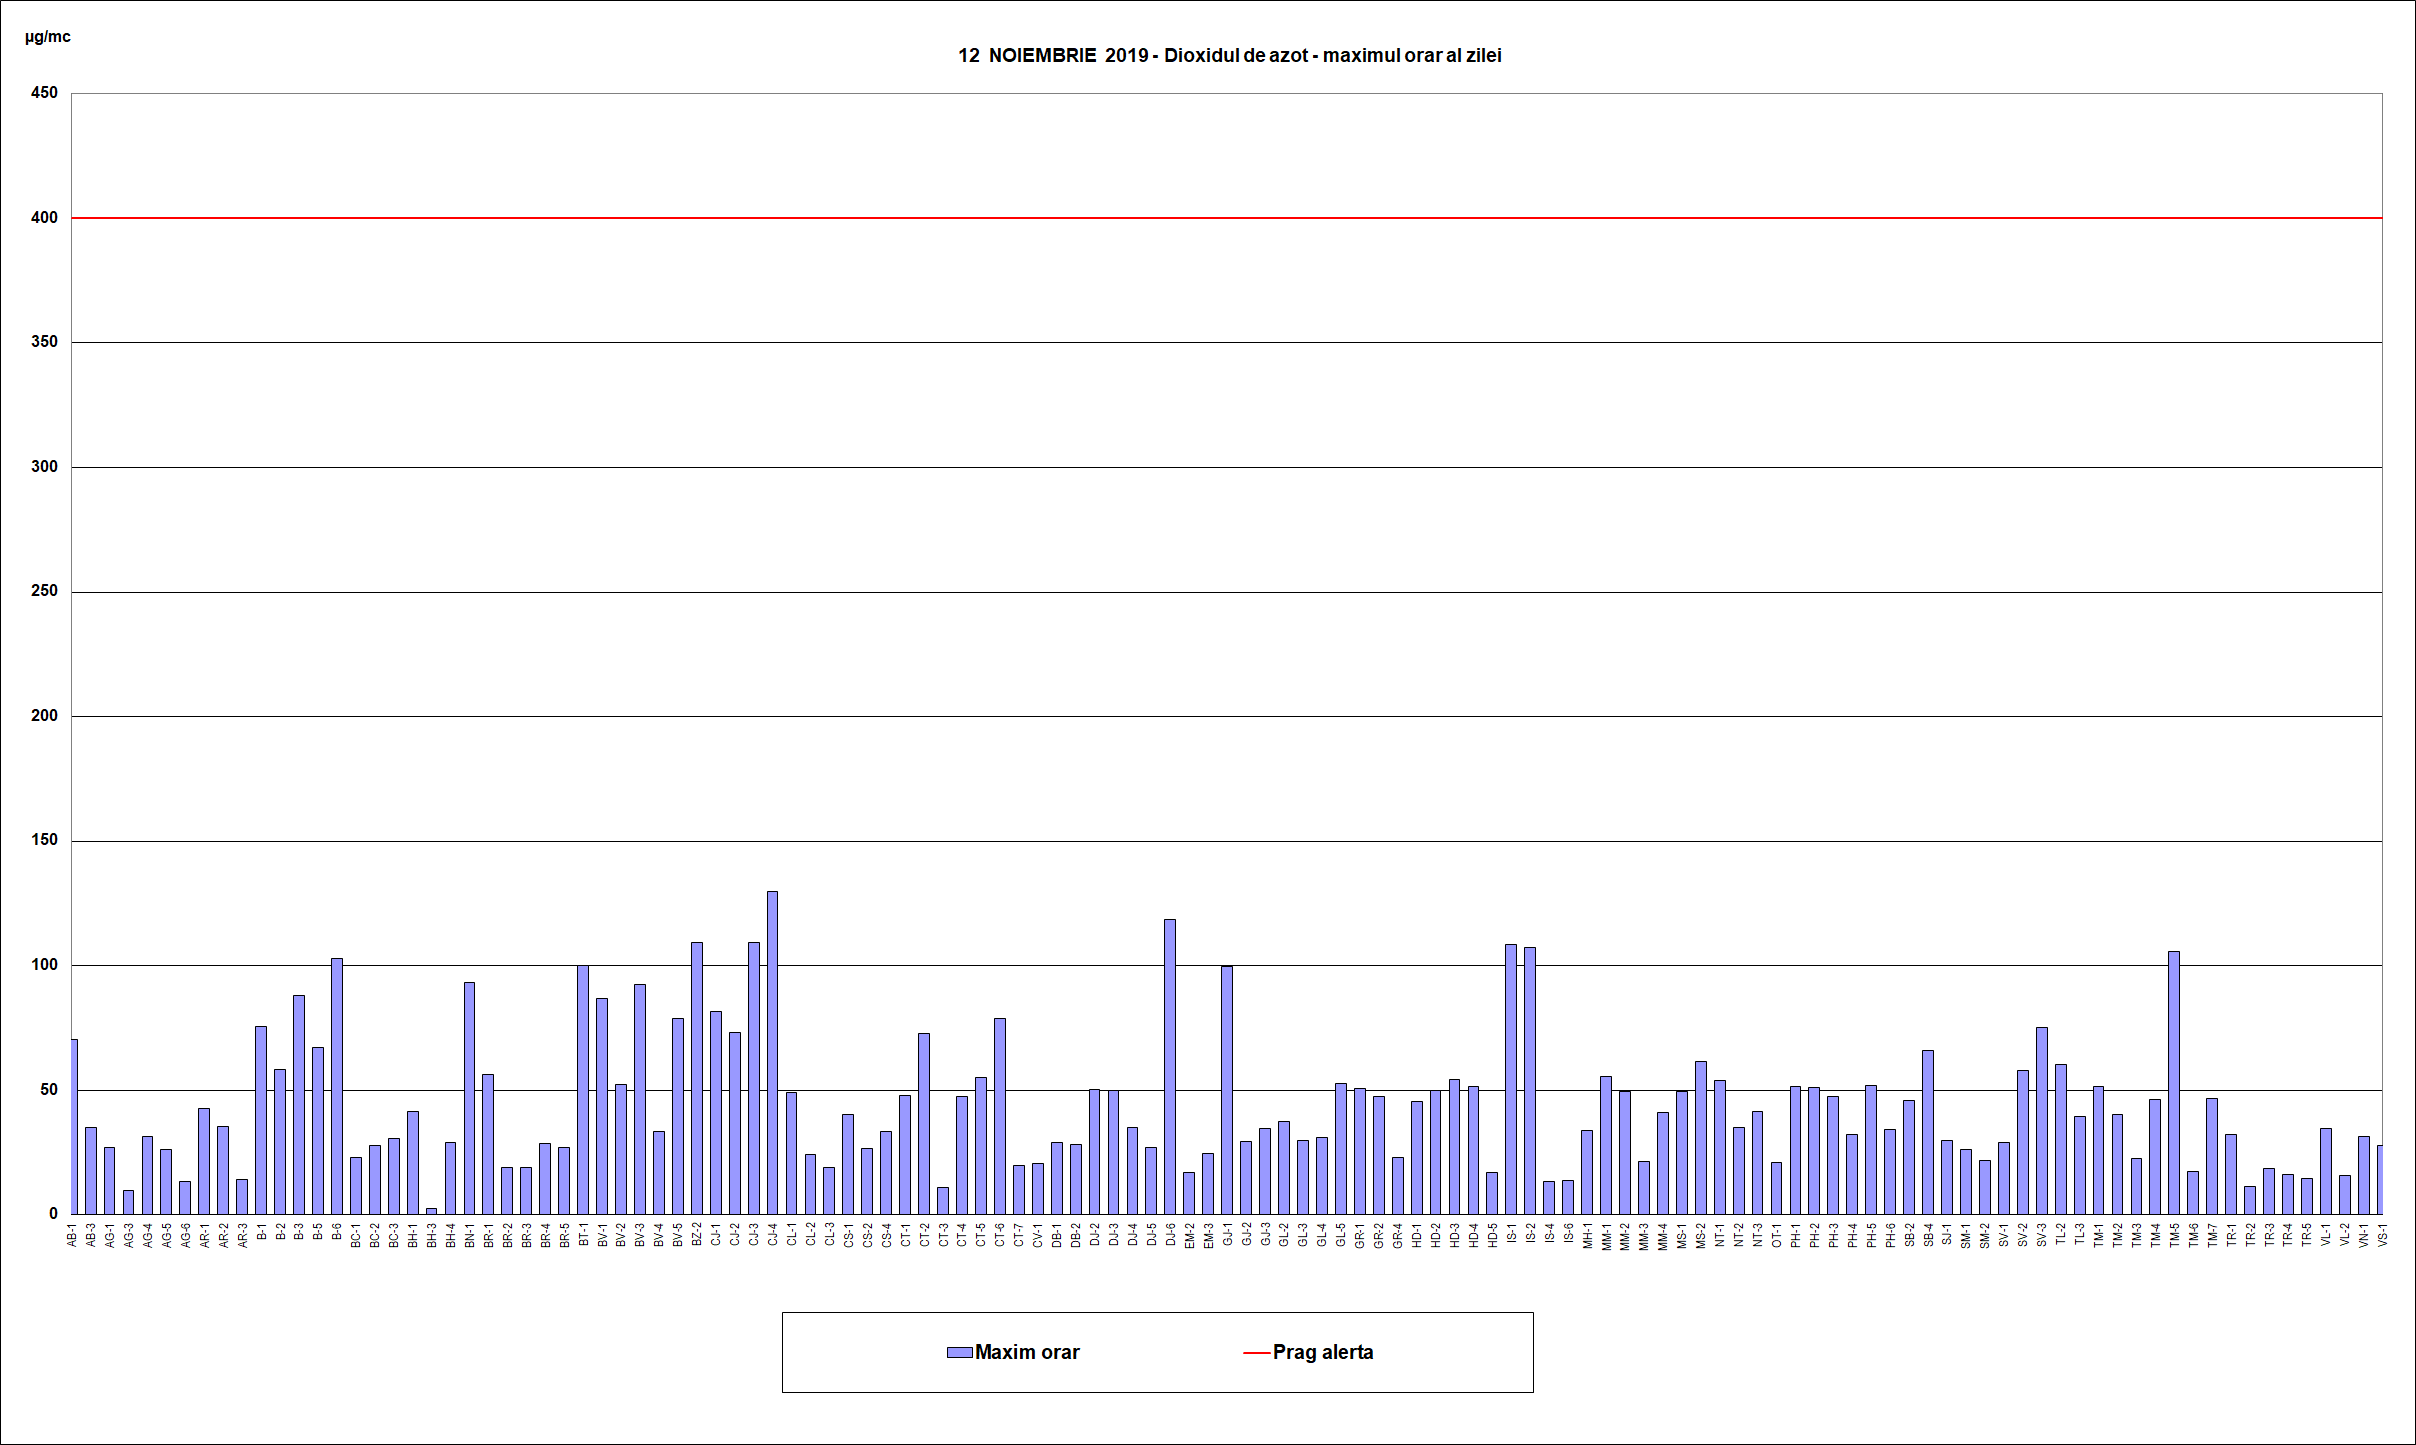 µg/mc
12 NOIEMBRIE 2019 - Dioxidul de azot - maximul orar al zilei
450
400
350
300
250
200
150
100
50
0
AB-1 AB-3 AG-1 AG-3 AG-4 AG-5 AG-6 AR-1 AR-2 AR-3 B-1 B-2 B-3 B-5 B-6 BC-1 BC-2 BC-3 BH-1 BH-3 BH-4 BN-1 BR-1 BR-2 BR-3 BR-4 BR-5 BT-1 BV-1 BV-2 BV-3 BV-4 BV-5 BZ-2 CJ-1 CJ-2 CJ-3 CJ-4 CL-1 CL-2 CL-3 CS-1 CS-2 CS-4 CT-1 CT-2 CT-3 CT-4 CT-5 CT-6 CT-7 CV-1 DB-1 DB-2 DJ-2 DJ-3 DJ-4 DJ-5 DJ-6 EM-2 EM-3 GJ-1 GJ-2 GJ-3 GL-2 GL-3 GL-4 GL-5 GR-1 GR-2 GR-4 HD-1 HD-2 HD-3 HD-4 HD-5 IS-1 IS-2 IS-4 IS-6 MH-1 MM-1 MM-2 MM-3 MM-4 MS-1 MS-2 NT-1 NT-2 NT-3 OT-1 PH-1 PH-2 PH-3 PH-4 PH-5 PH-6 SB-2 SB-4 SJ-1 SM-1 SM-2 SV-1 SV-2 SV-3 TL-2 TL-3 TM-1 TM-2 TM-3 TM-4 TM-5 TM-6 TM-7 TR-1 TR-2 TR-3 TR-4 TR-5 VL-1 VL-2 VN-1 VS-1
Maxim orar Prag alerta